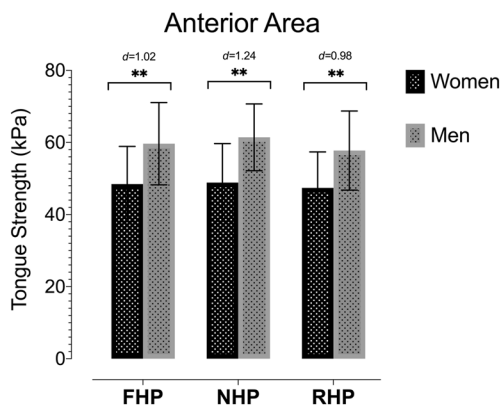 Anterior Area
d=1.02
d=1.24
d=0.98
**
**
**
Women
Men
Tongue Strength (kPa)
80
60
40
20
0
FHP
NHP
RHP